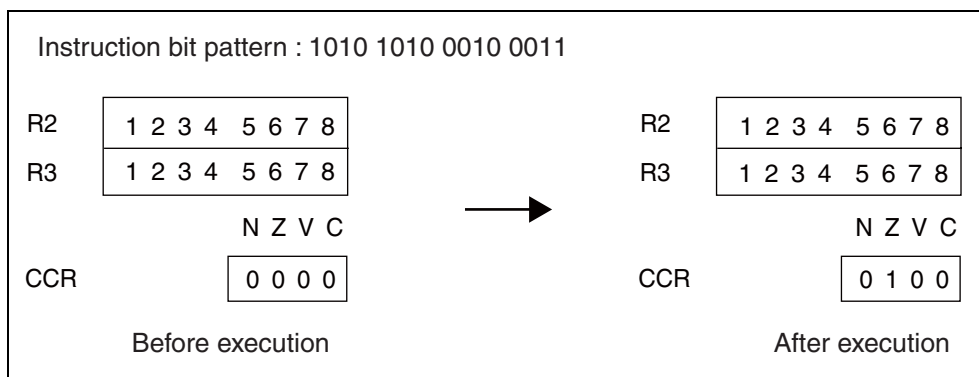 Instruction bit pattern : 1010 1010 0010 0011
R2 1 2 3 4 5 6 7 8 R2 1 2 3 4 5 6 7 8
R3 1 2 3 4 5 6 7 8 R3 1 2 3 4 5 6 7 8
N Z V C N Z V C
CCR 0 0 0 0 CCR 0 1 0 0
Before execution After execution